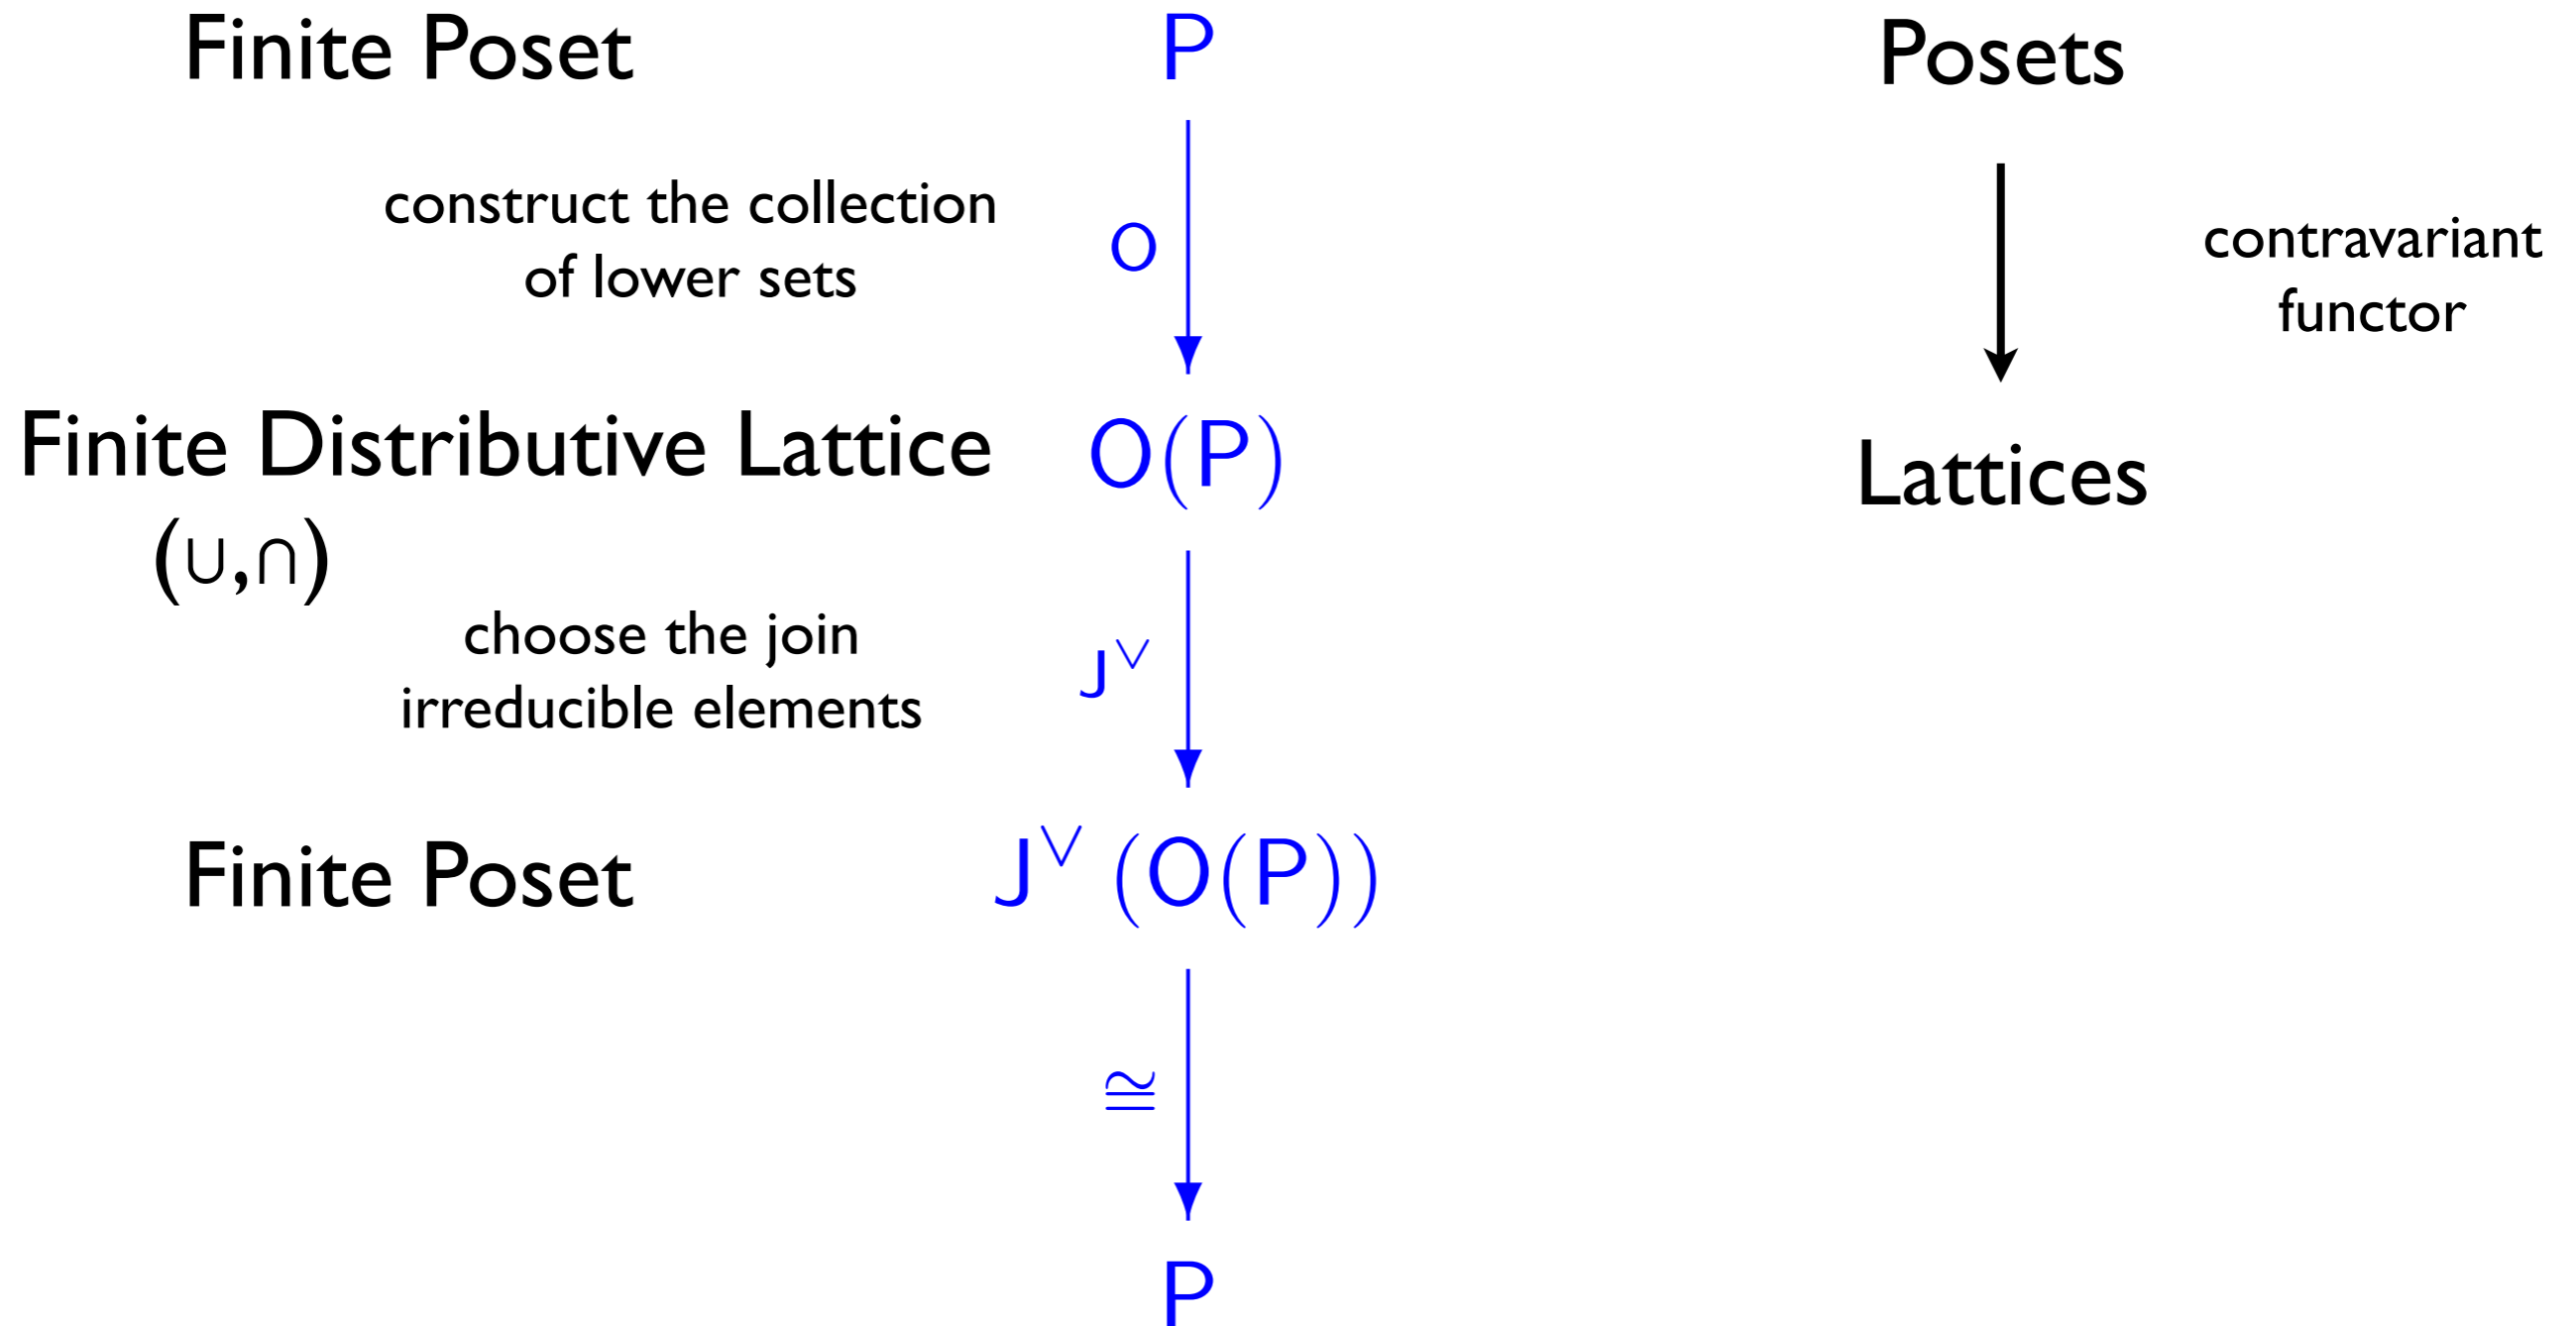 Finite Poset
P
Posets
construct the collection
of lower sets
O
contravariant
functor
Finite Distributive Lattice
O(P)
Lattices
(∪,∩)
choose the join
irreducible elements
J^∨
Finite Poset
J^∨ (O(P))
≅
P